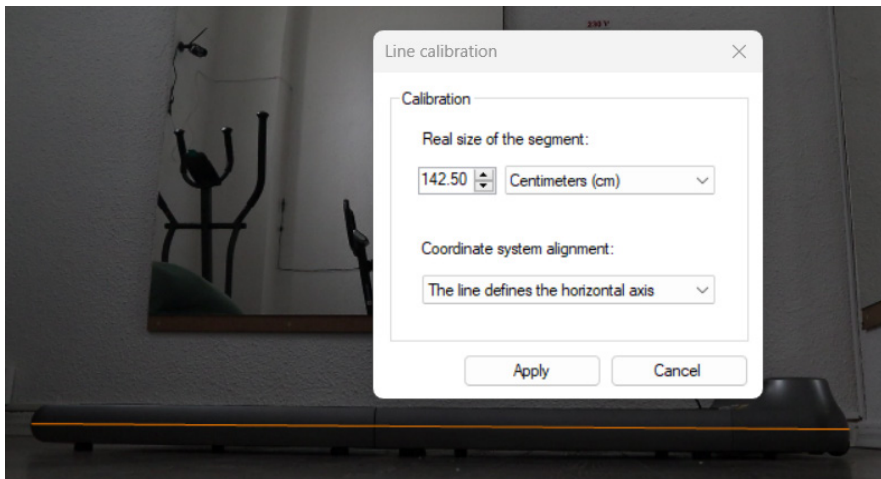 230 V
Line calibration
Calibration
Real size of the segment:
142.50 Centimeters (cm)
Coordinate system alignment:
The line defines the horizontal axis
Apply Cancel